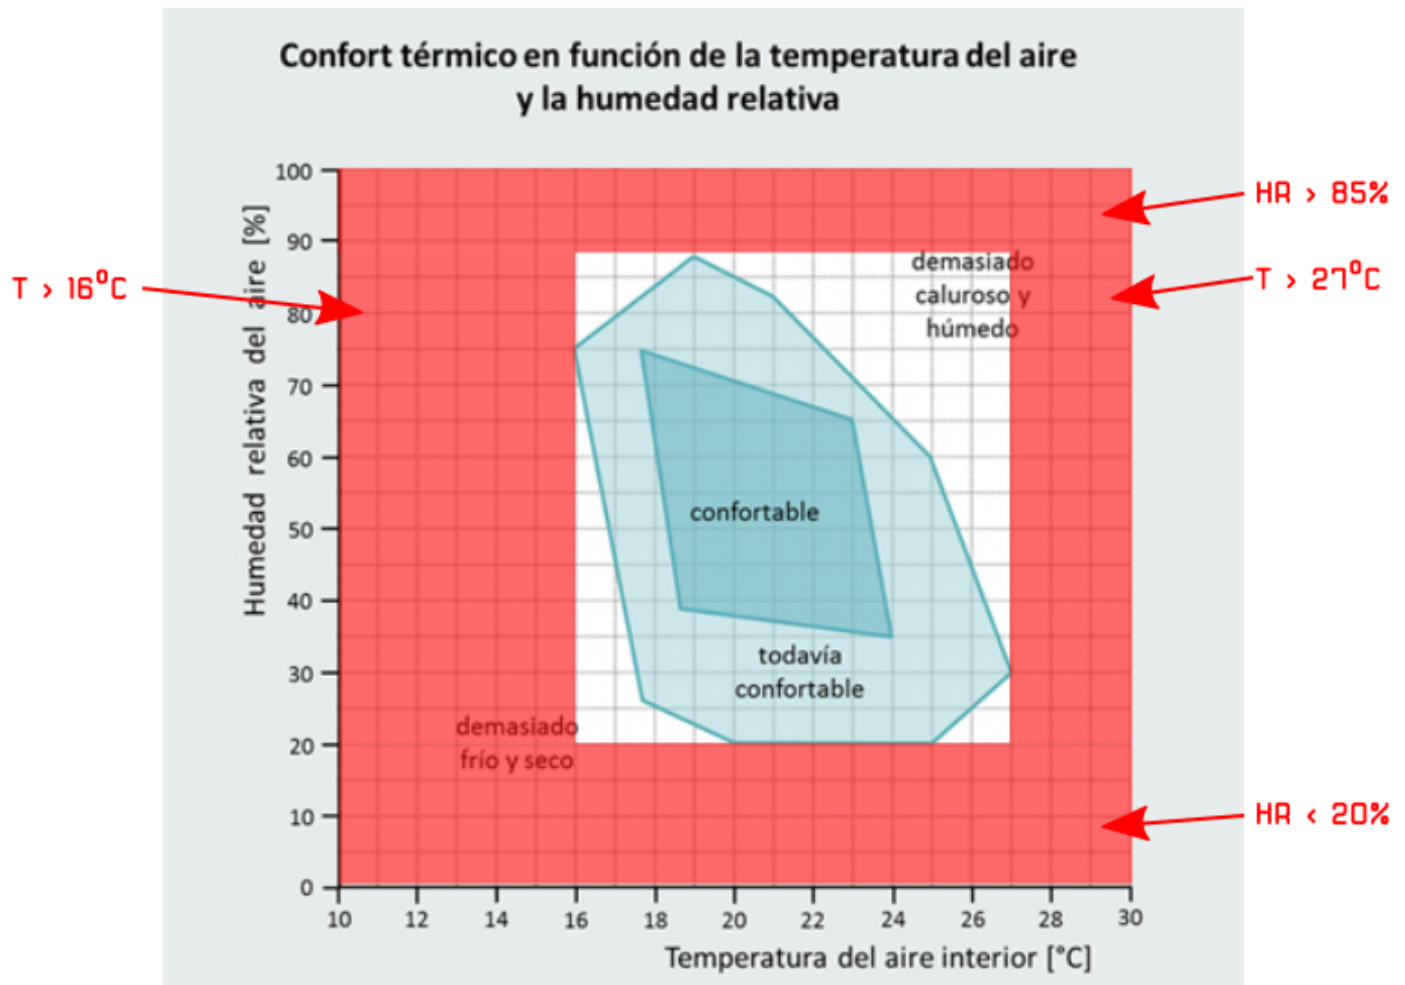 Confort térmico en función de la temperatura del aire
y la humedad relativa
Humedad relativa del aire [%]
100
90
80
70
60
50
40
30
20
10
0
HR > 85%
T > 27°C
T > 16°C
HR < 20%
demasiado
caluroso y
húmedo
confortable
todavía
confortable
demasiado
frío y seco
10 12 14 16 18 20 22 24 26 28 30
Temperatura del aire interior [°C]